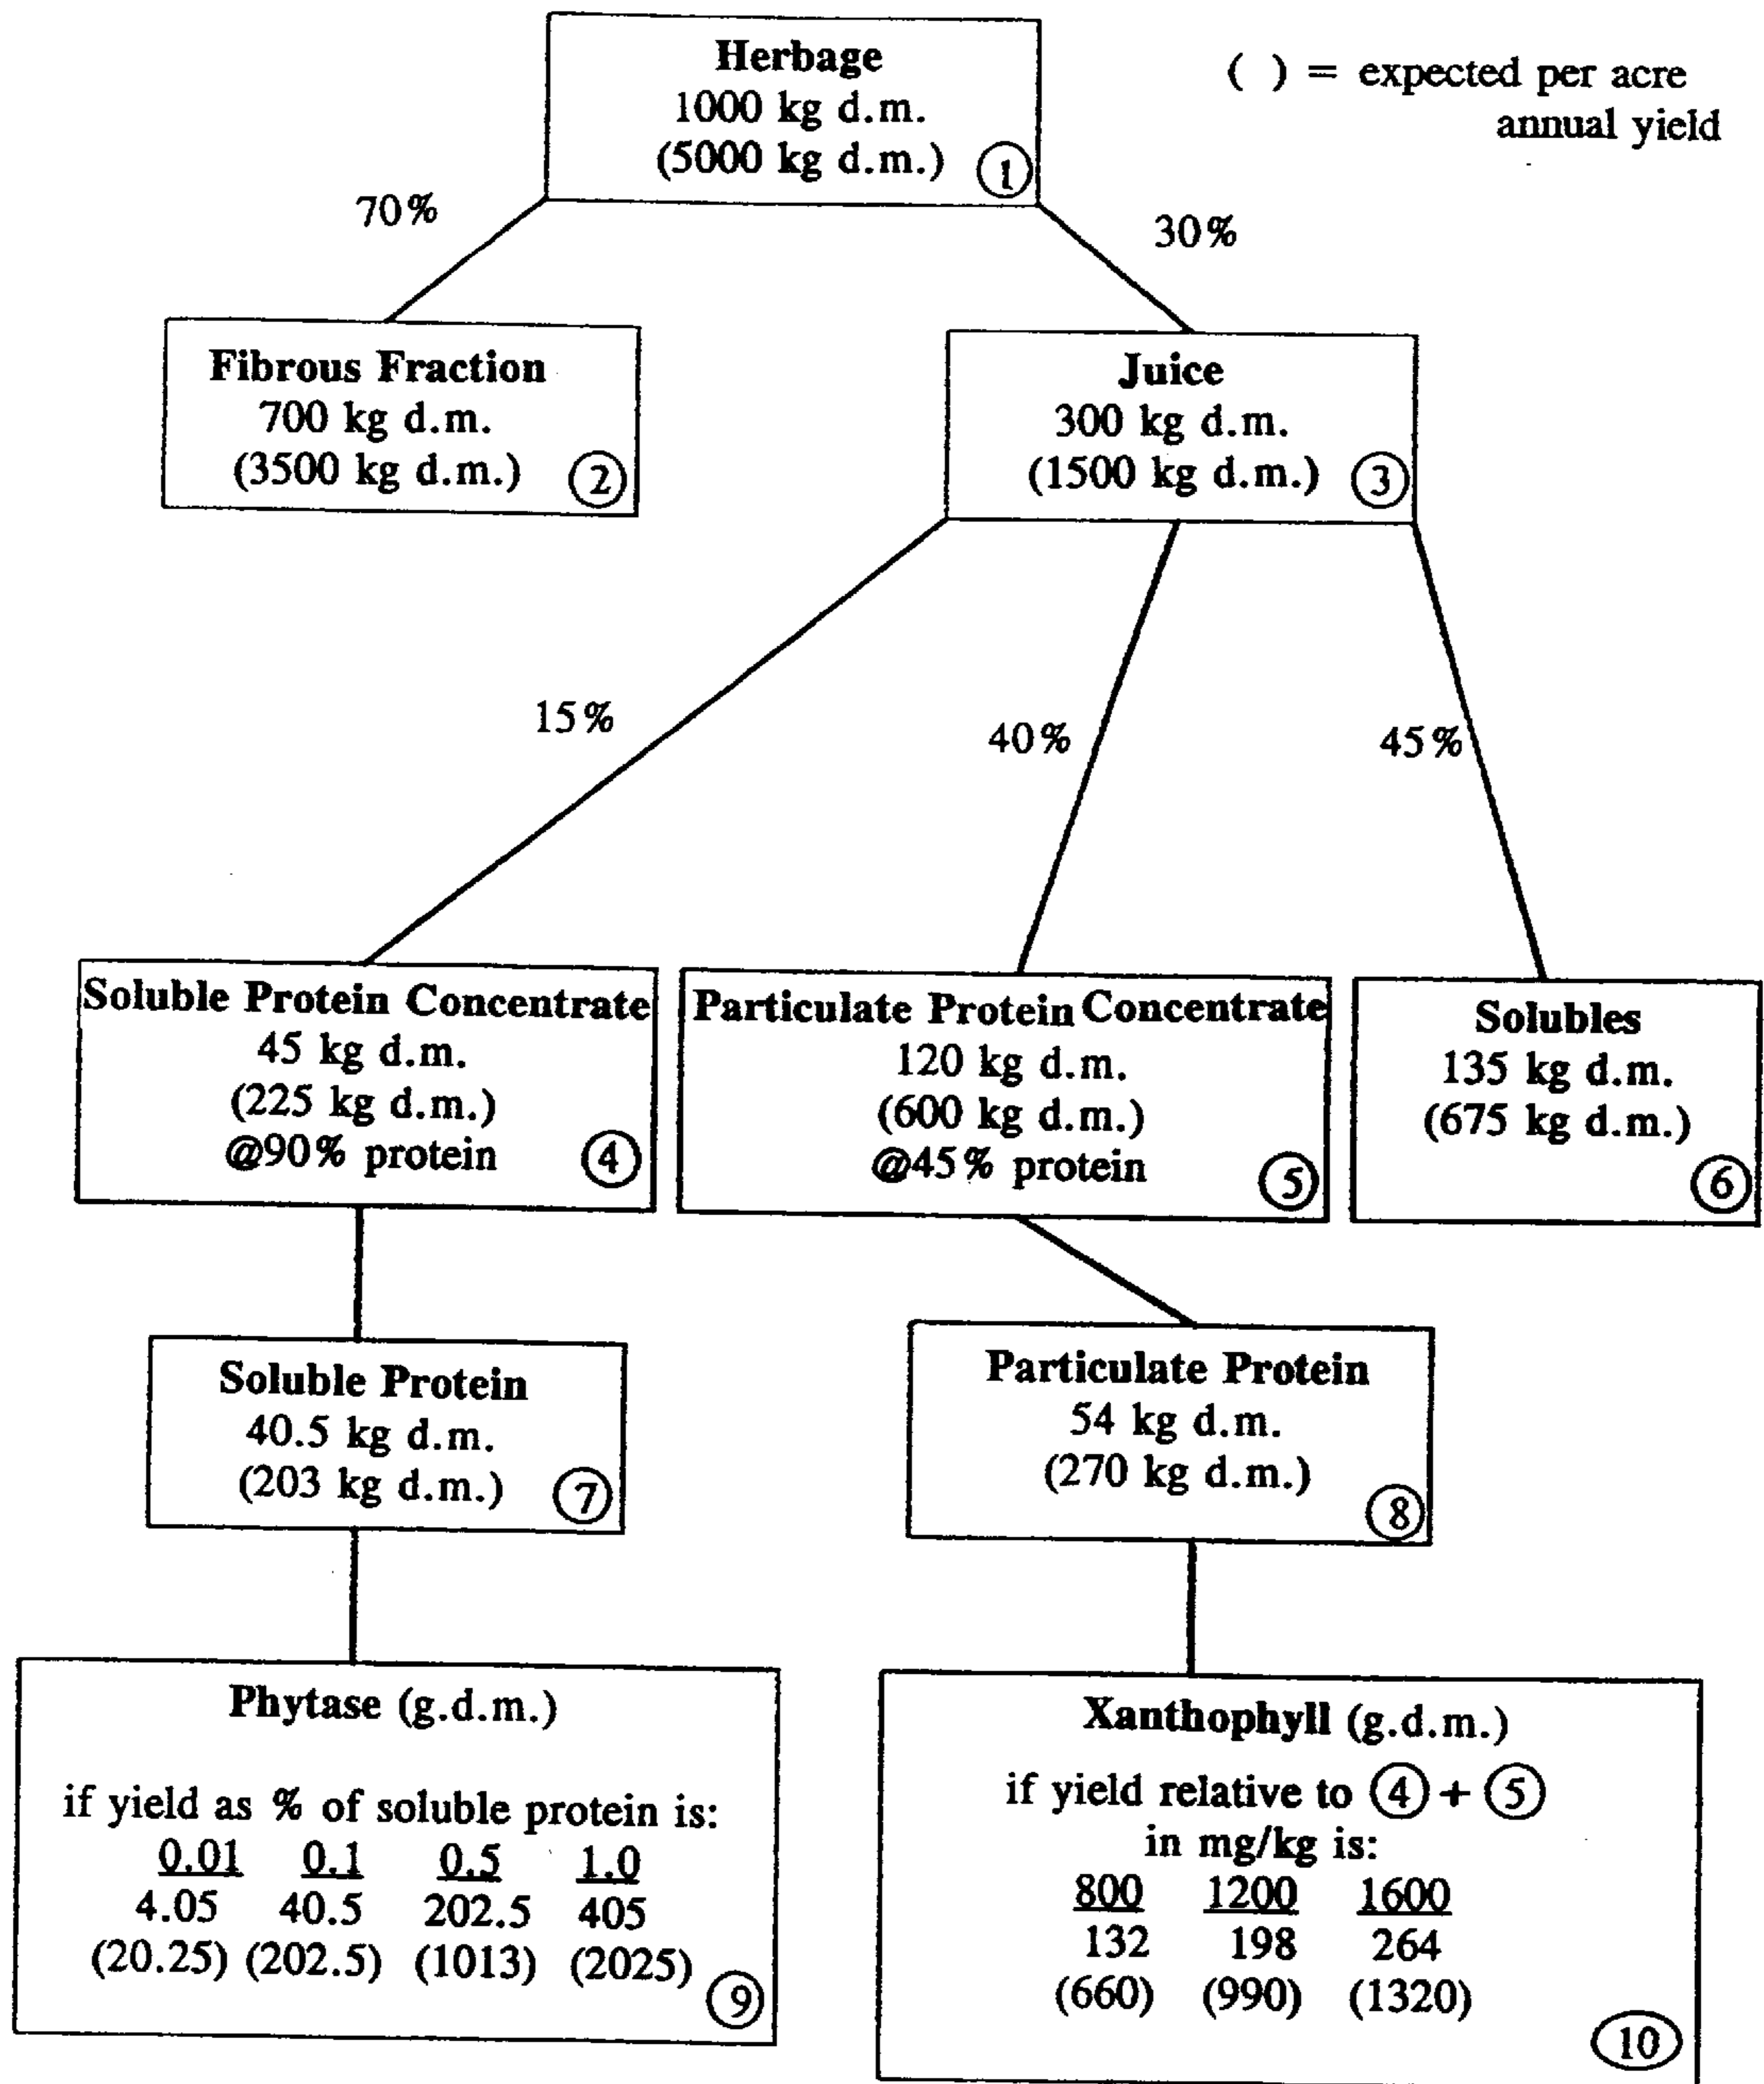 Herbage
1000 kg d.m.
(5000 kg d.m.) ①
( ) = expected per acre
annual yield
70%
30%
Fibrous Fraction
700 kg d.m.
(3500 kg d.m.) ②
Juice
300 kg d.m.
(1500 kg d.m.) ③
15%
40%
45%
Soluble Protein Concentrate
45 kg d.m.
(225 kg d.m.)
@90% protein ④
Particulate Protein Concentrate
120 kg d.m.
(600 kg d.m.)
@45% protein ⑤
Solubles
135 kg d.m.
(675 kg d.m.)
⑥
Soluble Protein
40.5 kg d.m.
(203 kg d.m.) ⑦
Particulate Protein
54 kg d.m.
(270 kg d.m.)
⑧
Phytase (g.d.m.)
if yield as % of soluble protein is:
0.01 0.1 0.5 1.0
4.05 40.5 202.5 405
(20.25) (202.5) (1013) (2025)
⑨
Xanthophyll (g.d.m.)
if yield relative to ④ + ⑤
in mg/kg is:
800 1200 1600
132 198 264
(660) (990) (1320)
⑩